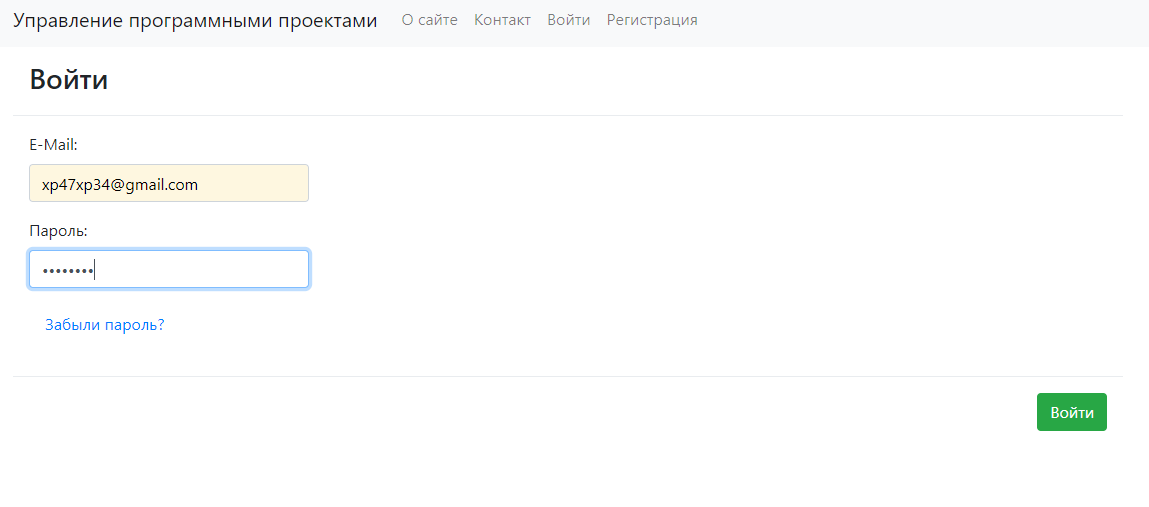 Управление программными проектами О сайте Контакт Войти Регистрация
Войти
E-Mail:
xp47xp34@gmail.com
Пароль:
••••••••
Забыли пароль?
Войти